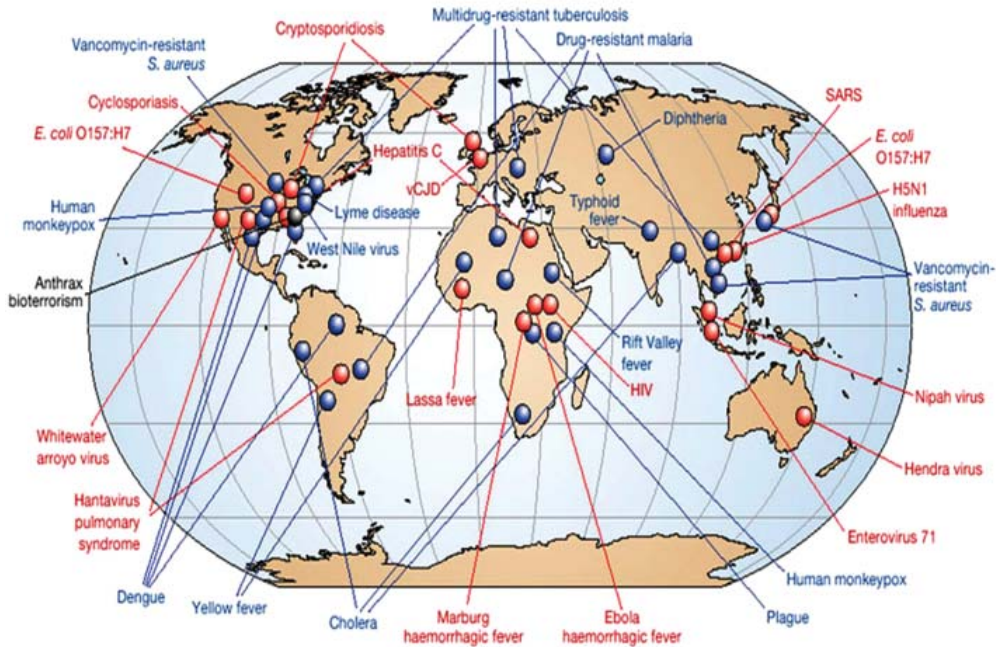 Multidrug-resistant tuberculosis
Cryptosporidiosis
Vancomycin-resistant
S. aureus
Drug-resistant malaria
Cyclosporiasis
SARS
E. coli O157:H7
Hepatitis C
Diphtheria
E. coli
O157:H7
vCJD
H5N1
influenza
Human
monkeypox
Lyme disease
Typhoid
fever
West Nile virus
Anthrax
bioterrorism
Vancomycin-
resistant
S. aureus
Rift Valley
fever
HIV
Lassa fever
Nipah virus
Whitewater
arroyo virus
Hendra virus
Hantavirus
pulmonary
syndrome
Enterovirus 71
Human monkeypox
Dengue
Yellow fever
Cholera
Marburg
haemorrhagic fever
Ebola
haemorrhagic fever
Plague